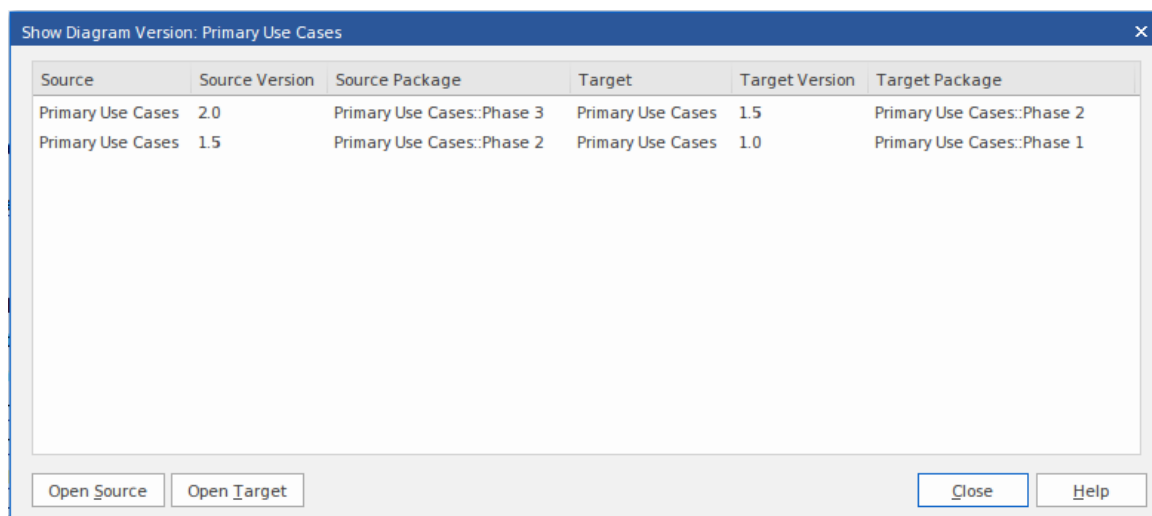 Show Diagram Version: Primary Use Cases
Source Source Version Source Package Target Target Version Target Package
Primary Use Cases 2.0 Primary Use Cases::Phase 3 Primary Use Cases 1.5 Primary Use Cases::Phase 2
Primary Use Cases 1.5 Primary Use Cases::Phase 2 Primary Use Cases 1.0 Primary Use Cases::Phase 1
Open Source Open Target Close Help